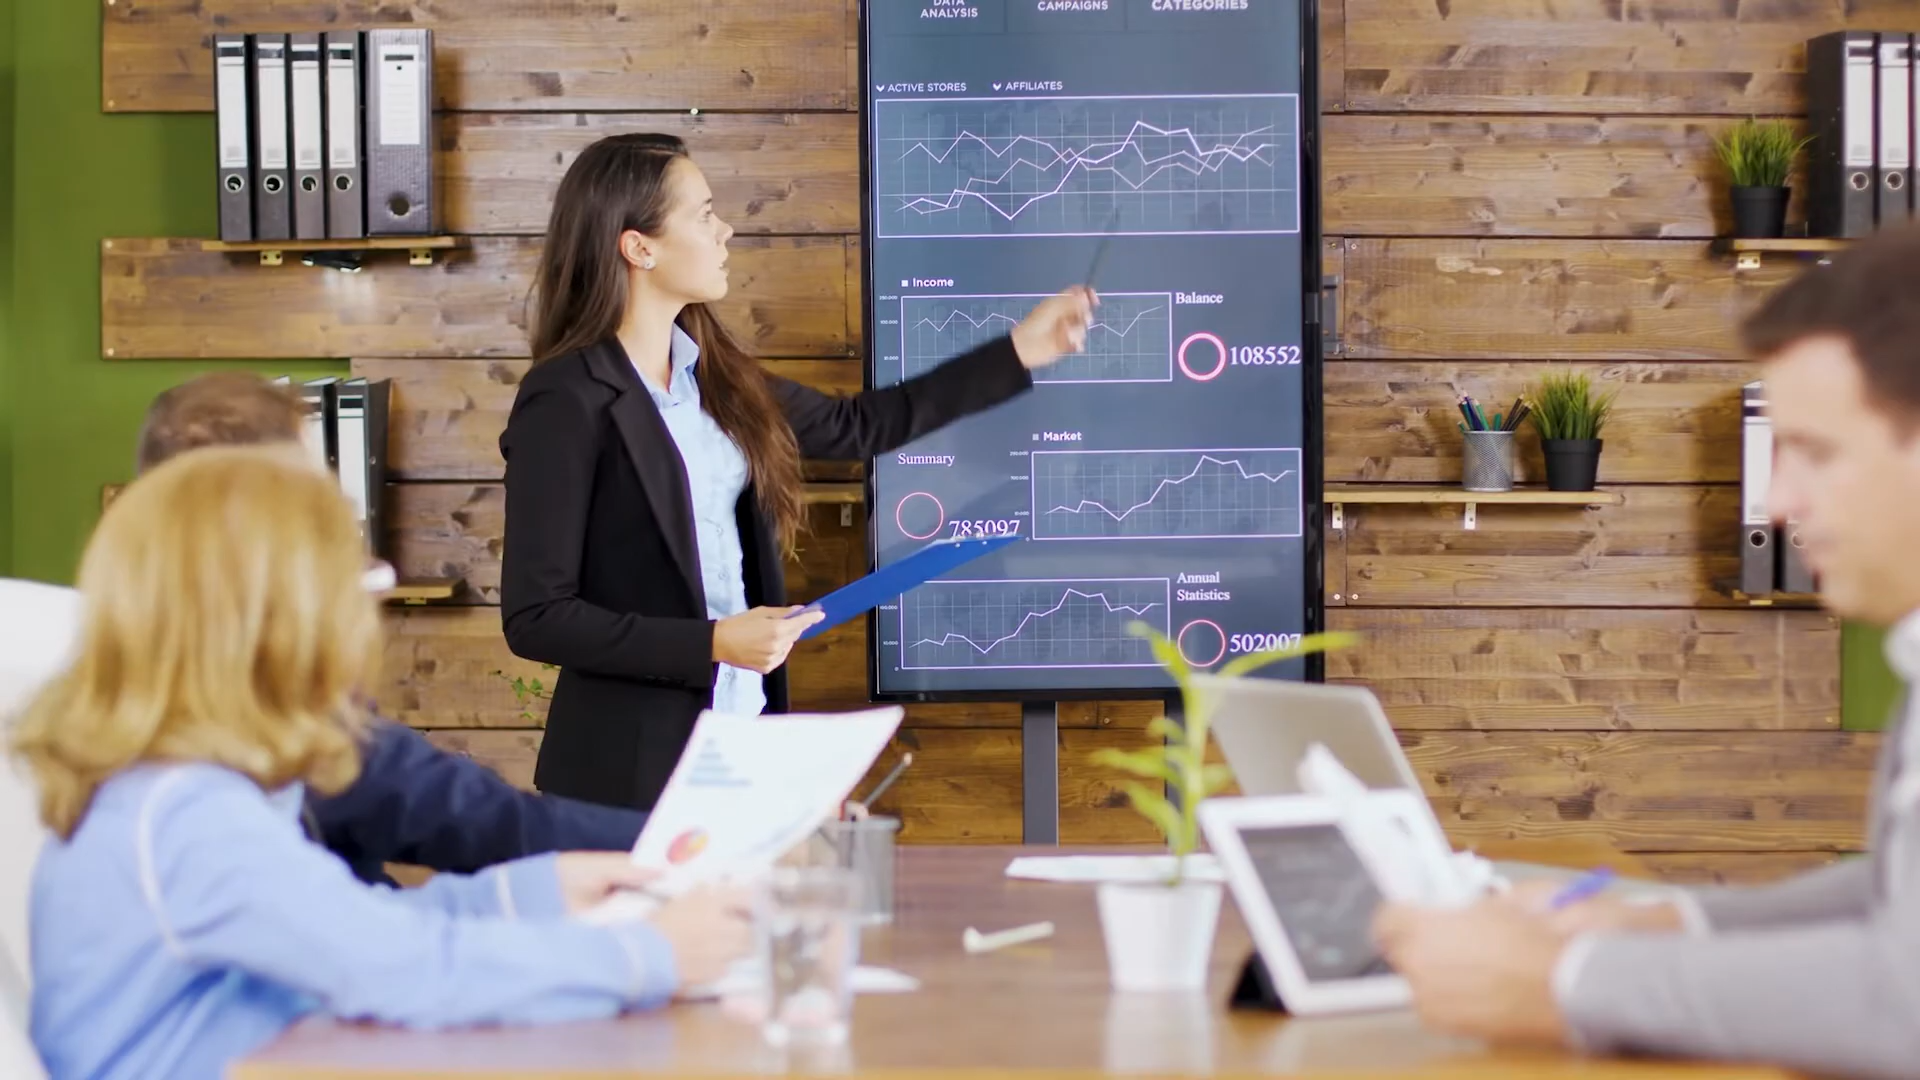 DATA
ANALYSIS
CAMPAIGNS
CATEGORIES
ACTIVE STORES
AFFILIATES
Income
Balance
108552
Market
Summary
785097
Annual
Statistics
502007